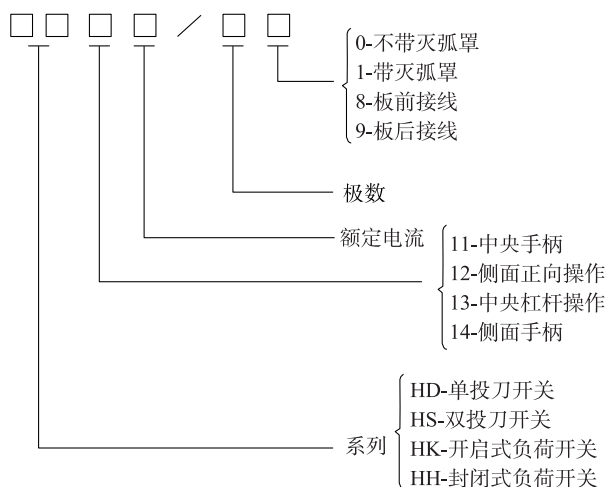 □□ □ □ / □ □
0-不带灭弧罩
1-带灭弧罩
8-板前接线
9-板后接线
极数
额定电流
11-中央手柄
12-侧面正向操作
13-中央杠杆操作
14-侧面手柄
系列
HD-单投刀开关
HS-双投刀开关
HK-开启式负荷开关
HH-封闭式负荷开关